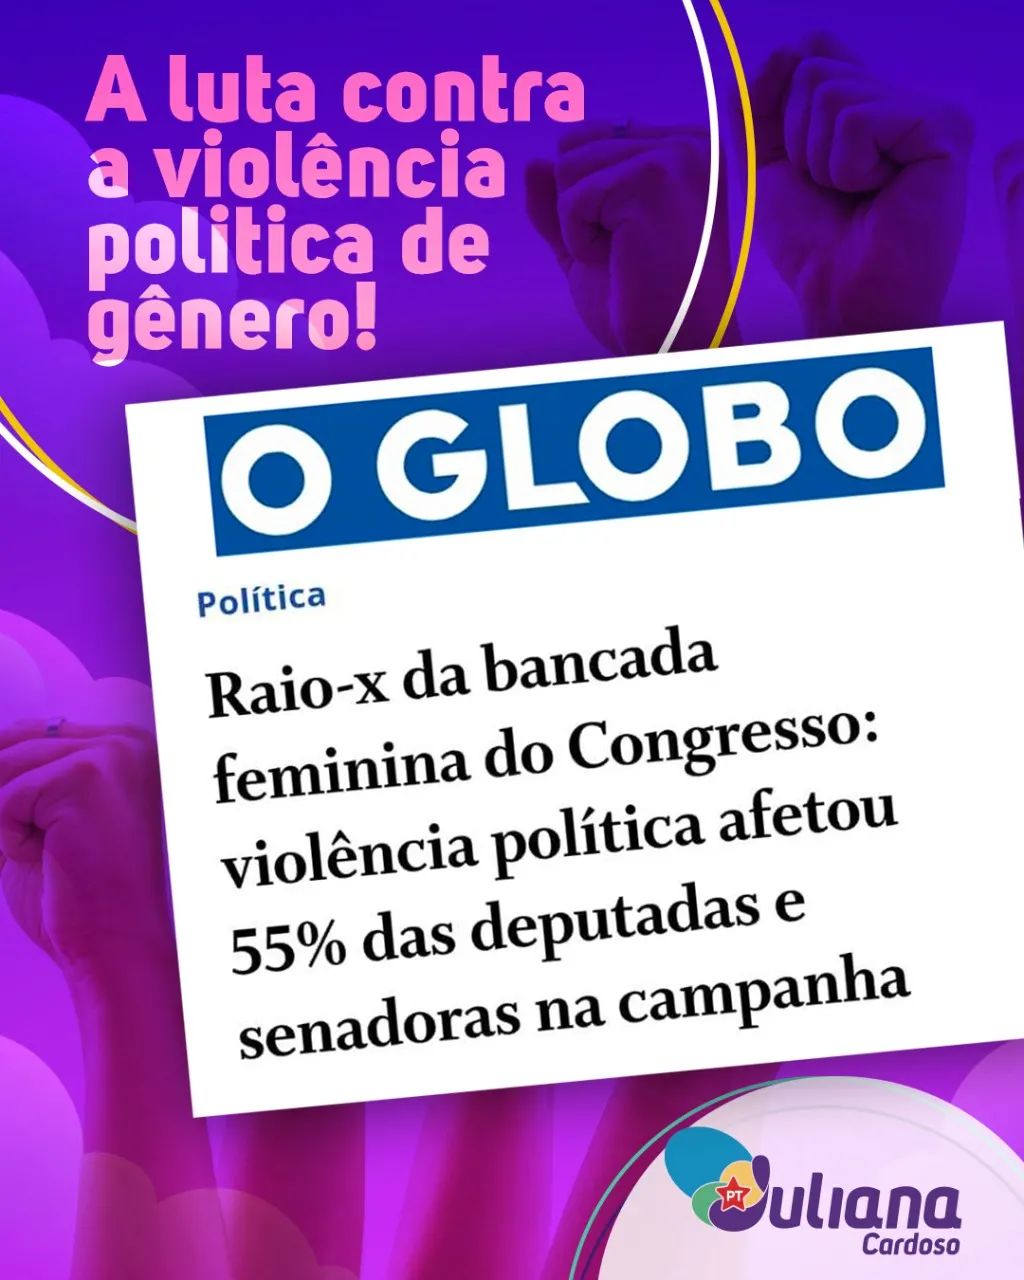 A luta contra
a violência
politica de
gênero!
O GLOBO
Política
Raio-x da bancada
feminina do Congresso:
violência política afetou
55% das deputadas e
senadoras na campanha
PT
Juliana
Cardoso